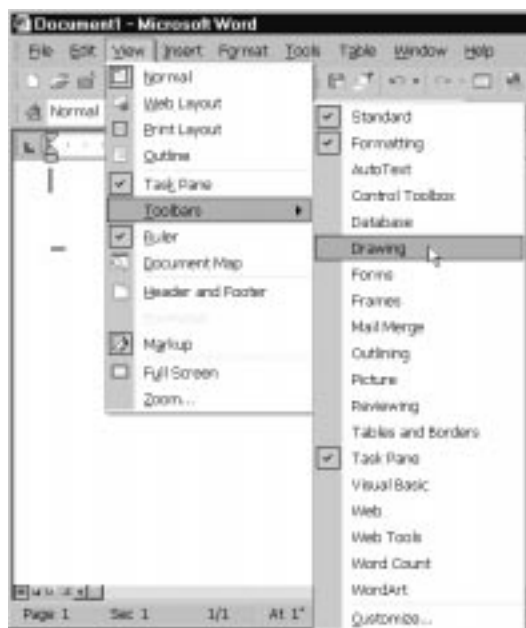 Document1 - Microsoft Word
File Edit View Insert Format Tools Table Window Help
Normal
Normal
Web Layout
Print Layout
Outline
Task Pane
Toolbars
Ruler
Document Map
Header and Footer
Markup
Full Screen
Zoom...
Standard
Formatting
AutoText
Control Toolbox
Database
Drawing
Forms
Frames
Mail Merge
Outlining
Picture
Reviewing
Tables and Borders
Task Pane
Visual Basic
Web
Web Tools
Word Count
WordArt
Customize...
Page 1 Sec 1 1/1 At 1"